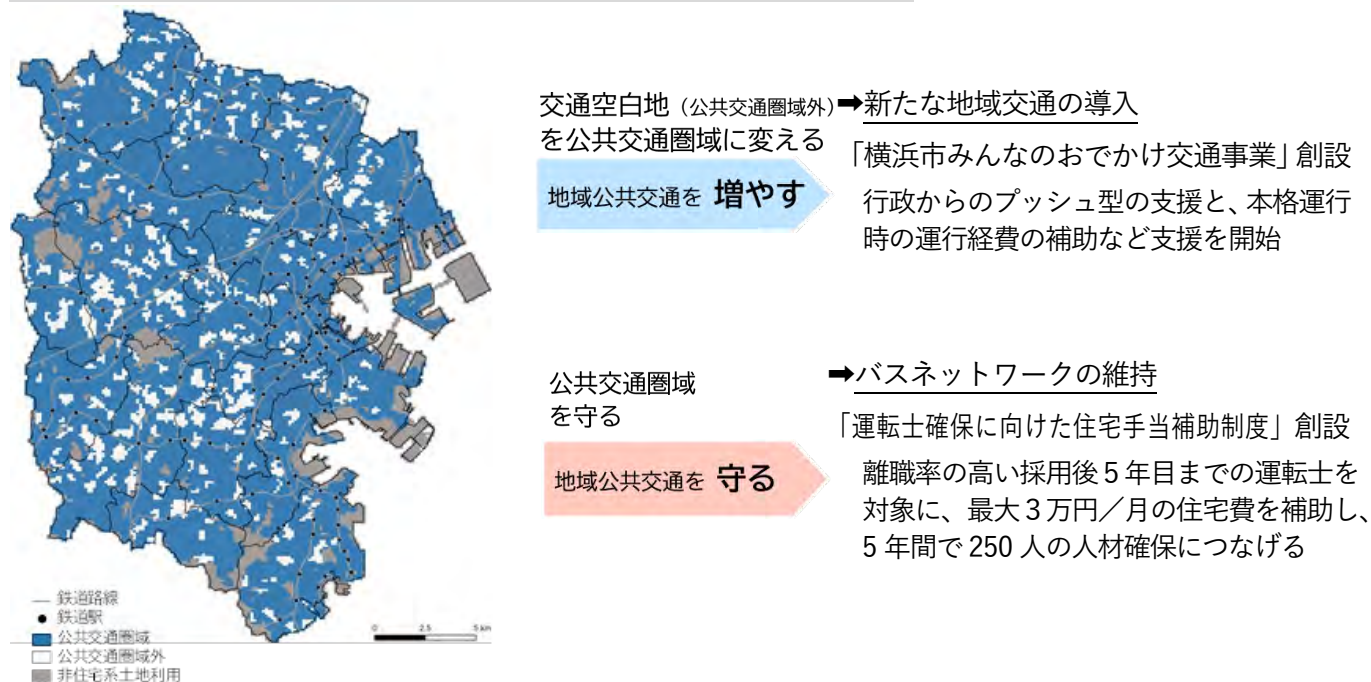 交通空白地（公共交通圏域外）➡新たな地域交通の導入
を公共交通圏域に変える
「横浜市みんなのおでかけ交通事業」創設
地域公共交通を 増やす
行政からのプッシュ型の支援と、本格運行
時の運行経費の補助など支援を開始
公共交通圏域
を守る
➡バスネットワークの維持
「運転士確保に向けた住宅手当補助制度」創設
地域公共交通を 守る
離職率の高い採用後５年目までの運転士を
対象に、最大３万円／月の住宅費を補助し、
５年間で 250 人の人材確保につなげる
鉄道路線
鉄道駅
公共交通圏域
公共交通圏域外
非住宅系土地利用
0 2.5 5 km